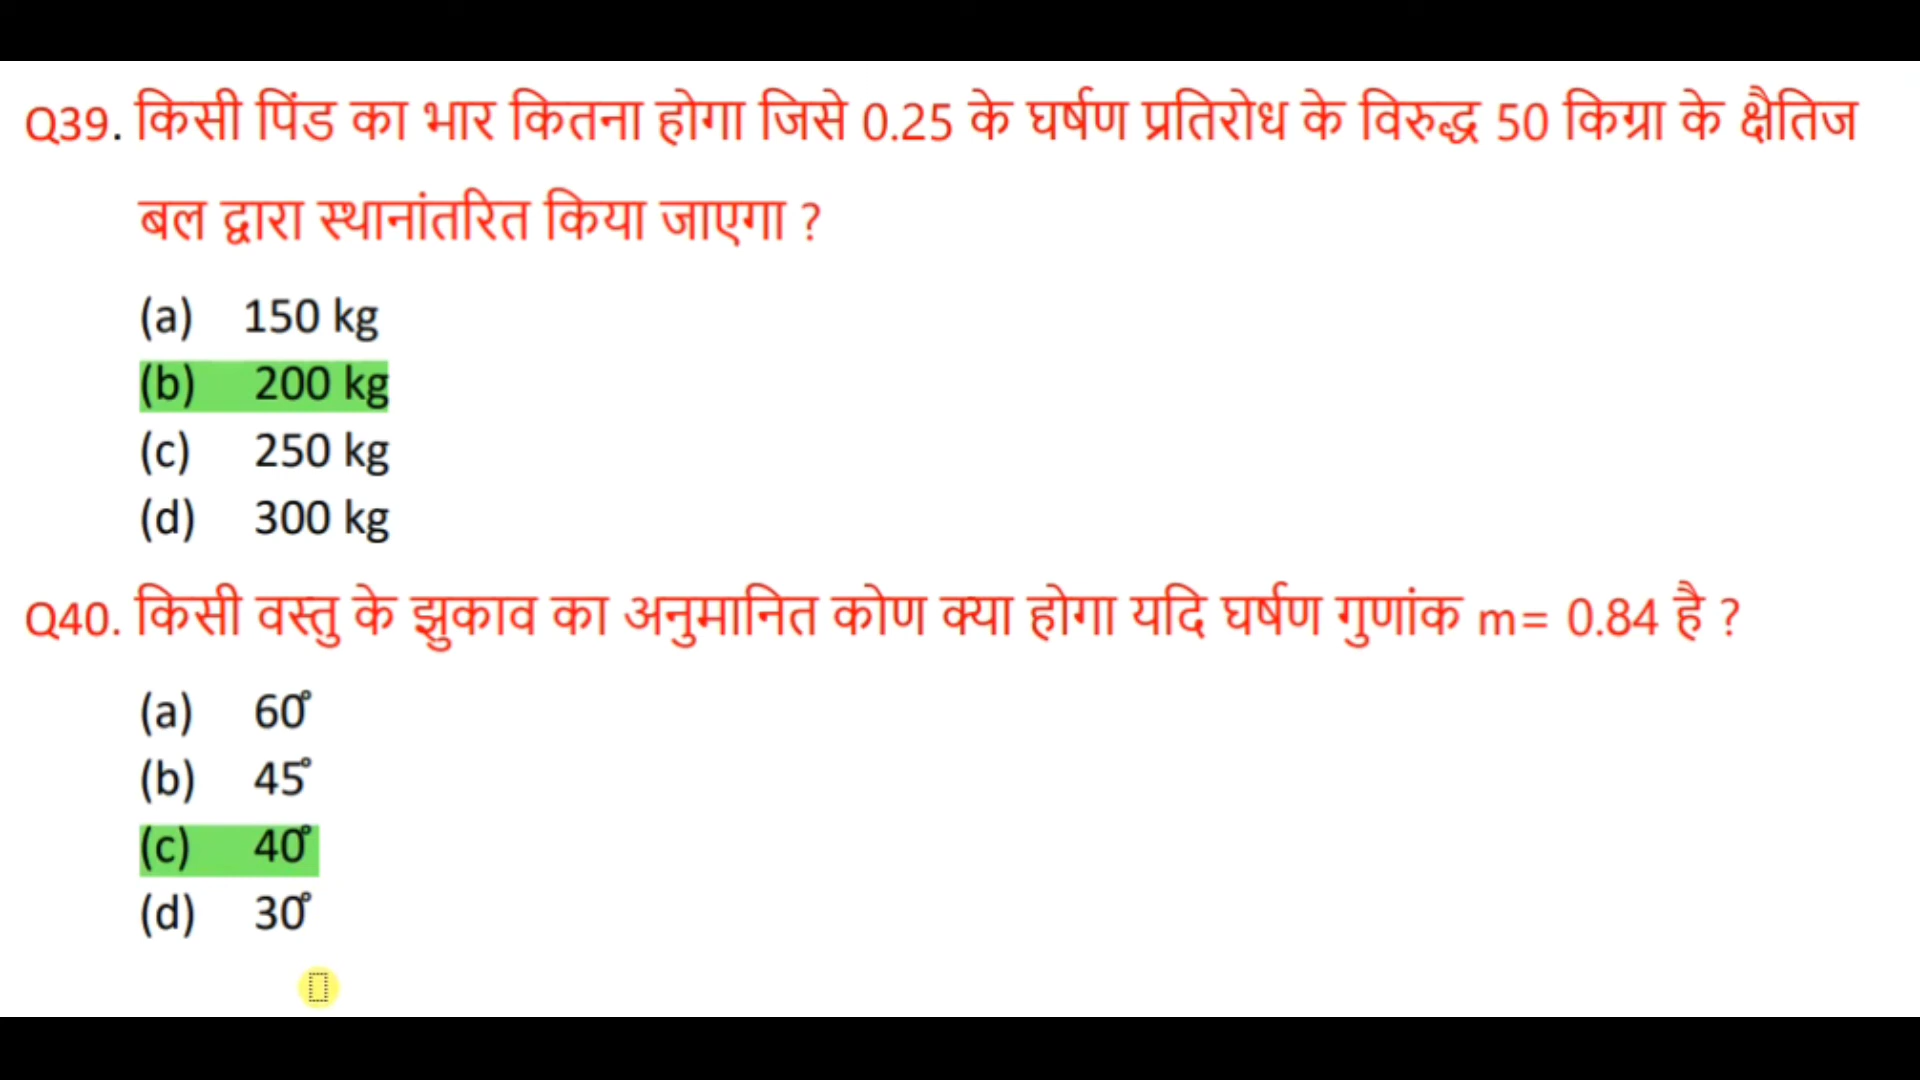 Q39. किसी पिंड का भार कितना होगा जिसे 0.25 के घर्षण प्रतिरोध के विरुद्ध 50 किग्रा के क्षैतिज
बल द्वारा स्थानांतरित किया जाएगा ?
(a) 150 kg
(b) 200 kg
(c) 250 kg
(d) 300 kg
Q40. किसी वस्तु के झुकाव का अनुमानित कोण क्या होगा यदि घर्षण गुणांक m= 0.84 है ?
(a) 60°
(b) 45°
(c) 40°
(d) 30°